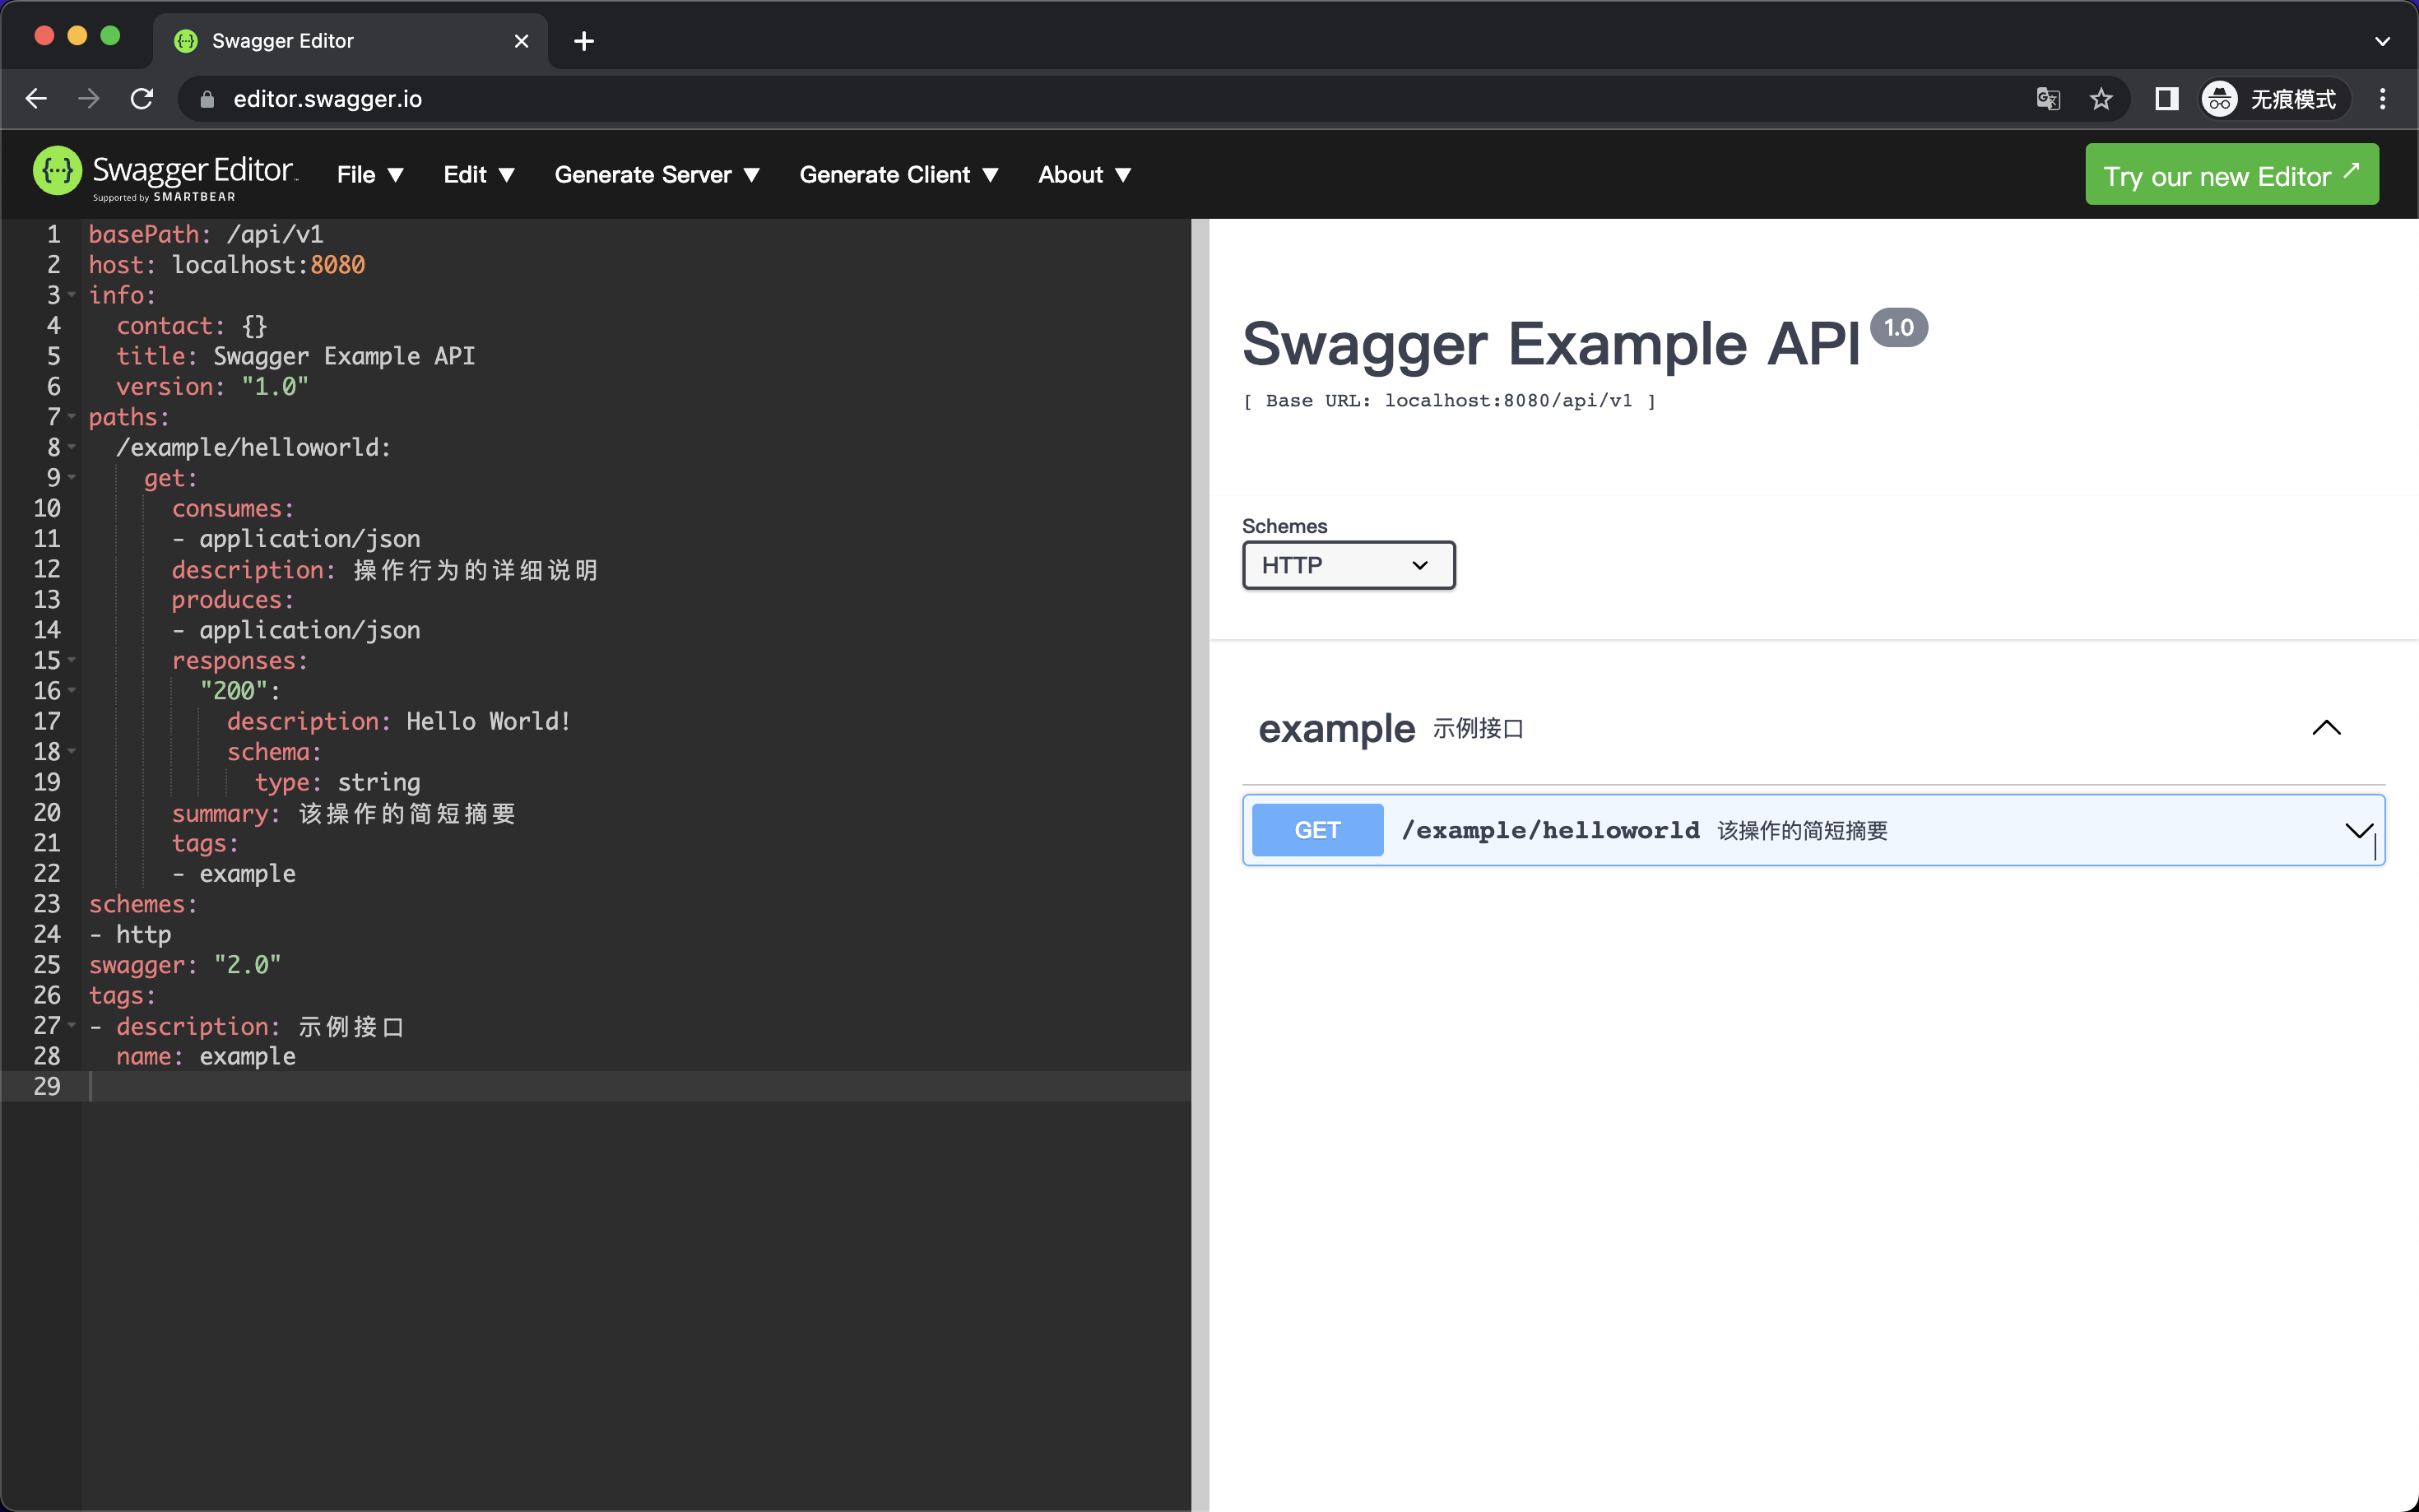 Swagger Editor
editor.swagger.io
无痕模式
{··} Swagger Editor™
Supported by SMARTBEAR
File ▼ Edit ▼ Generate Server ▼ Generate Client ▼ About ▼
Try our new Editor
1 basePath: /api/v1
2 host: localhost:8080
3 info:
4   contact: {}
5   title: Swagger Example API
6   version: "1.0"
7 paths:
8   /example/helloworld:
9     get:
10       consumes:
11       - application/json
12       description: 操作行为的详细说明
13       produces:
14       - application/json
15       responses:
16         "200":
17           description: Hello World!
18           schema:
19             type: string
20       summary: 该操作的简短摘要
21       tags:
22       - example
23 schemes:
24 - http
25 swagger: "2.0"
26 tags:
27 - description: 示例接口
28   name: example
29
Swagger Example API 1.0
[ Base URL: localhost:8080/api/v1 ]
Schemes
HTTP
example 示例接口
GET /example/helloworld 该操作的简短摘要